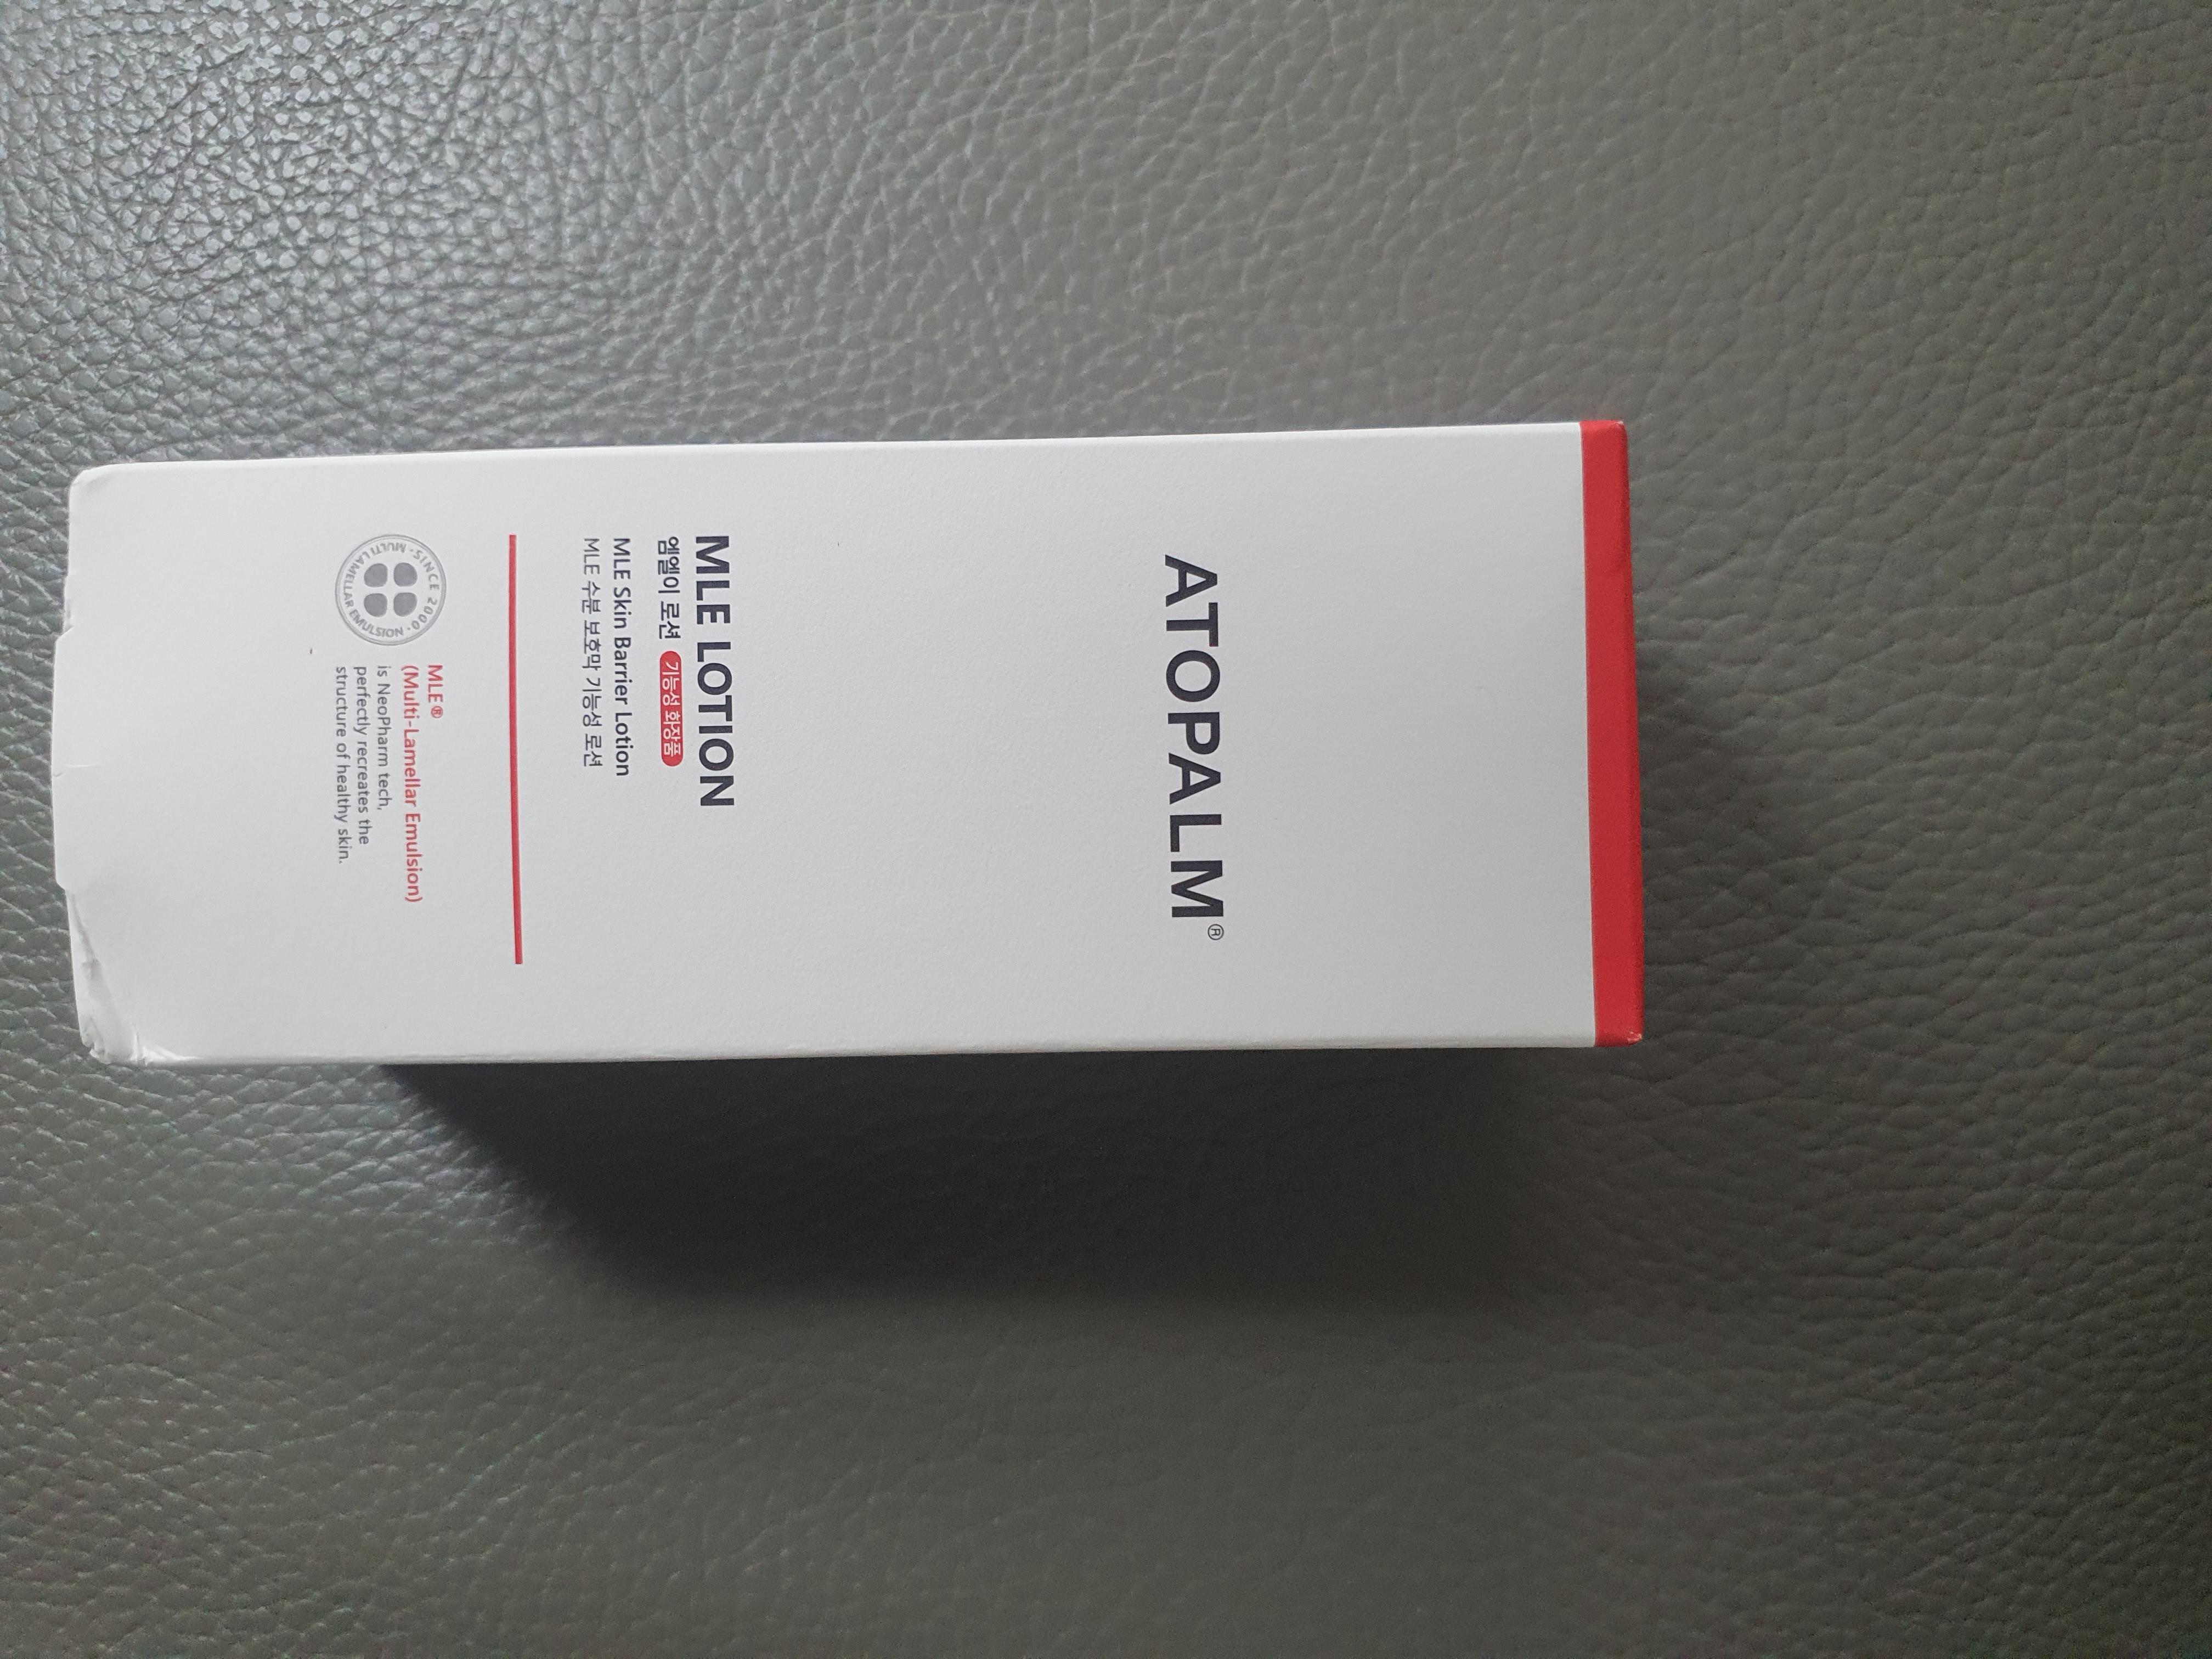 ATOPALM®
MLE LOTION
엠엘이 로션 기능성 화장품
MLE Skin Barrier Lotion
MLE 수분 보호막 기능성 로션
MLE®
(Multi-Lamellar Emulsion)
is NeoPharm tech,
perfectly recreates the
structure of healthy skin.
·SINCE 2000·
MULTI LAMELLAR EMULSION